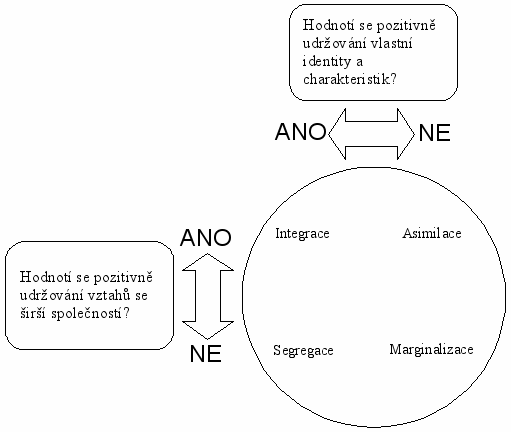 Hodnotí se pozitivně
udržování vlastní
identity a
charakteristik?
ANO
NE
Integrace
Asimilace
ANO
Hodnotí se pozitivně
udržování vztahů se
širší společností?
NE
Segregace
Marginalizace